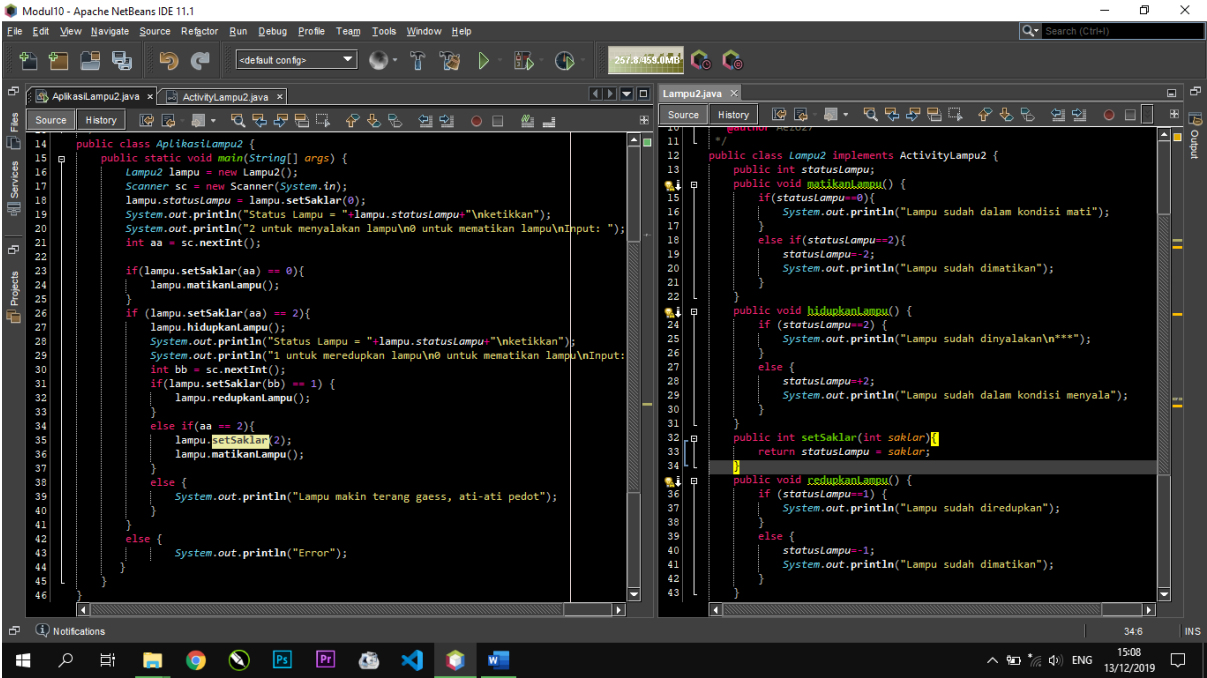 Modul10 - Apache NetBeans IDE 11.1
File Edit View Navigate Source Refactor Run Debug Profile Team Tools Window Help
Search (Ctrl+I)
<default config>
257.8/459.0MB
AplikasiLampu2.java
ActivityLampu2.java
Source History
14 public class AplikasiLampu2 {
15 public static void main(String[] args) {
16 Lampu2 lampu = new Lampu2();
17 Scanner sc = new Scanner(System.in);
18 lampu.statusLampu = lampu.setSaklar(0);
19 System.out.println("Status Lampu = "+lampu.statusLampu+"\nketikkan");
20 System.out.println("2 untuk menyalakan lampu\n0 untuk mematikan lampu\nInput: ");
21 int aa = sc.nextInt();
22
23 if(lampu.setSaklar(aa) == 0){
24 lampu.matikanLampu();
25 }
26 if (lampu.setSaklar(aa) == 2){
27 lampu.hidupkanLampu();
28 System.out.println("Status Lampu = "+lampu.statusLampu+"\nketikkan");
29 System.out.println("1 untuk meredupkan lampu\n0 untuk mematikan lampu\nInput:
30 int bb = sc.nextInt();
31 if(lampu.setSaklar(bb) == 1) {
32 lampu.redupkanLampu();
33 }
34 else if(aa == 2){
35 lampu.setSaklar(2);
36 lampu.matikanLampu();
37 }
38 else {
39 System.out.println("Lampu makin terang gaess, ati-ati pedot");
40 }
41 }
42 else {
43 System.out.println("Error");
44 }
45 }
46 }
Lampu2.java
Source History
10 @author Ae1027
11 */
12 public class Lampu2 implements ActivityLampu2 {
13 public int statusLampu;
public void matikanLampu() {
15 if(statusLampu==0){
16 System.out.println("Lampu sudah dalam kondisi mati");
17 }
18 else if(statusLampu==2){
19 statusLampu=-2;
20 System.out.println("Lampu sudah dimatikan");
21 }
22 }
public void hidupkanLampu() {
24 if (statusLampu==2) {
25 System.out.println("Lampu sudah dinyalakan\n***");
26 }
27 else {
28 statusLampu=+2;
29 System.out.println("Lampu sudah dalam kondisi menyala");
30 }
31 }
32 public int setSaklar(int saklar){
33 return statusLampu = saklar;
34 }
public void redupkanLampu() {
36 if (statusLampu==1) {
37 System.out.println("Lampu sudah diredupkan");
38 }
39 else {
40 statusLampu=-1;
41 System.out.println("Lampu sudah dimatikan");
42 }
43 }
Files
Services
Projects
Output
Notifications
34:6 INS
Ps Pr
ENG
15:08
13/12/2019